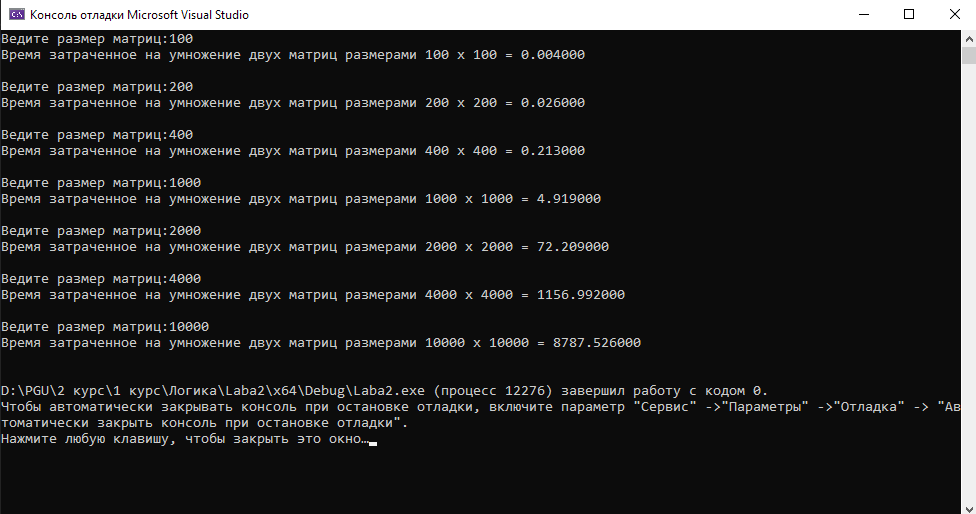 Консоль отладки Microsoft Visual Studio
Ведите размер матриц:100
Время затраченное на умножение двух матриц размерами 100 x 100 = 0.004000
Ведите размер матриц:200
Время затраченное на умножение двух матриц размерами 200 x 200 = 0.026000
Ведите размер матриц:400
Время затраченное на умножение двух матриц размерами 400 x 400 = 0.213000
Ведите размер матриц:1000
Время затраченное на умножение двух матриц размерами 1000 x 1000 = 4.919000
Ведите размер матриц:2000
Время затраченное на умножение двух матриц размерами 2000 x 2000 = 72.209000
Ведите размер матриц:4000
Время затраченное на умножение двух матриц размерами 4000 x 4000 = 1156.992000
Ведите размер матриц:10000
Время затраченное на умножение двух матриц размерами 10000 x 10000 = 8787.526000
D:\PGU\2 курс\1 курс\Логика\Laba2\x64\Debug\Laba2.exe (процесс 12276) завершил работу с кодом 0.
Чтобы автоматически закрывать консоль при остановке отладки, включите параметр "Сервис" ->"Параметры" ->"Отладка" -> "Ав
томатически закрыть консоль при остановке отладки".
Нажмите любую клавишу, чтобы закрыть это окно…